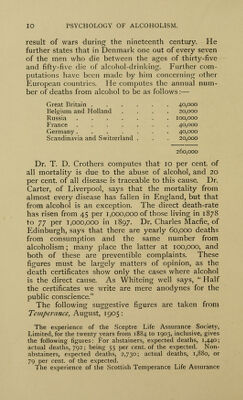 10 PSYCHOLOGY OF ALCOHOLISM.
result of wars during the nineteenth century. He
further states that in Denmark one out of every seven
of the men who die between the ages of thirty-five
and fifty-five die of alcohol-drinking. Further com-
putations have been made by him concerning other
European countries. He computes the annual num-
ber of deaths from alcohol to be as follows:—
Great Britain . . . . . 40,000
Belgium and Holland . . . . 20,000
Russia . . . . . . 100,000
France . . . . . . 40,000
Germany . . . . . . 40,000
Scandinavia and Switzerland . . . 20,000
260,000
Dr. T. D. Crothers computes that 10 per cent. of
all mortality is due to the abuse of alcohol, and 20
per cent. of all disease is traceable to this cause. Dr.
Carter, of Liverpool, says that the mortality from
almost every disease has fallen in England, but that
from alcohol is an exception. The direct death-rate
has risen from 45 per 1,000,000 of those living in 1878
to 77 per 1,000,000 in 1897. Dr. Charles Macfie, of
Edinburgh, says that there are yearly 60,000 deaths
from consumption and the same number from
alcoholism; many place the latter at 100,000, and
both of these are preventible complaints. These
figures must be largely matters of opinion, as the
death certificates show only the cases where alcohol
is the direct cause. As Whiteing well says, “Half
the certificates we write are mere anodynes for the
public conscience.”
The following suggestive figures are taken from
Temperance, August, 1905:
The experience of the Sceptre Life Assurance Society,
Limited, for the twenty years from 1884 to 1903, inclusive, gives
the following figures: For abstainers, expected deaths, 1,440;
actual deaths, 792; being 55 per cent. of the expected. Non-
abstainers, expected deaths, 2,730; actual deaths, 1,880, or
79 per cent. of the expected.
The experience of the Scottish Temperance Life Assurance